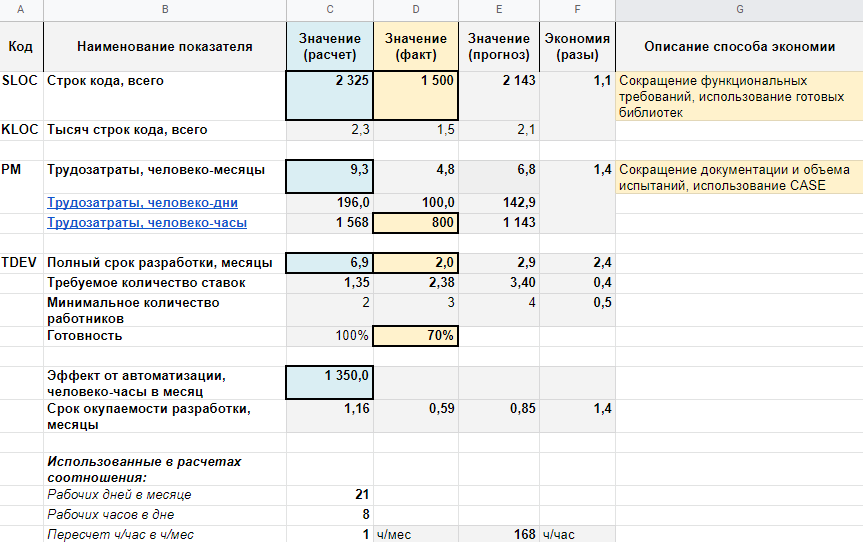 A B C D E F G
Код Наименование показателя Значение (расчет) Значение (факт) Значение (прогноз) Экономия (разы) Описание способа экономии
SLOC Строк кода, всего 2 325 1 500 2 143 1,1 Сокращение функциональных
требований, использование готовых
библиотек
KLOC Тысяч строк кода, всего 2,3 1,5 2,1
PM Трудозатраты, человеко-месяцы 9,3 4,8 6,8 1,4 Сокращение документации и объема
испытаний, использование CASE
Трудозатраты, человеко-дни 196,0 100,0 142,9
Трудозатраты, человеко-часы 1 568 800 1 143
TDEV Полный срок разработки, месяцы 6,9 2,0 2,9 2,4
Требуемое количество ставок 1,35 2,38 3,40 0,4
Минимальное количество
работников 2 3 4 0,5
Готовность 100% 70%
Эффект от автоматизации,
человеко-часы в месяц 1 350,0
Срок окупаемости разработки,
месяцы 1,16 0,59 0,85 1,4
Использованные в расчетах
соотношения:
Рабочих дней в месяце 21
Рабочих часов в дне 8
Пересчет ч/час в ч/мес 1 ч/мес 168 ч/час